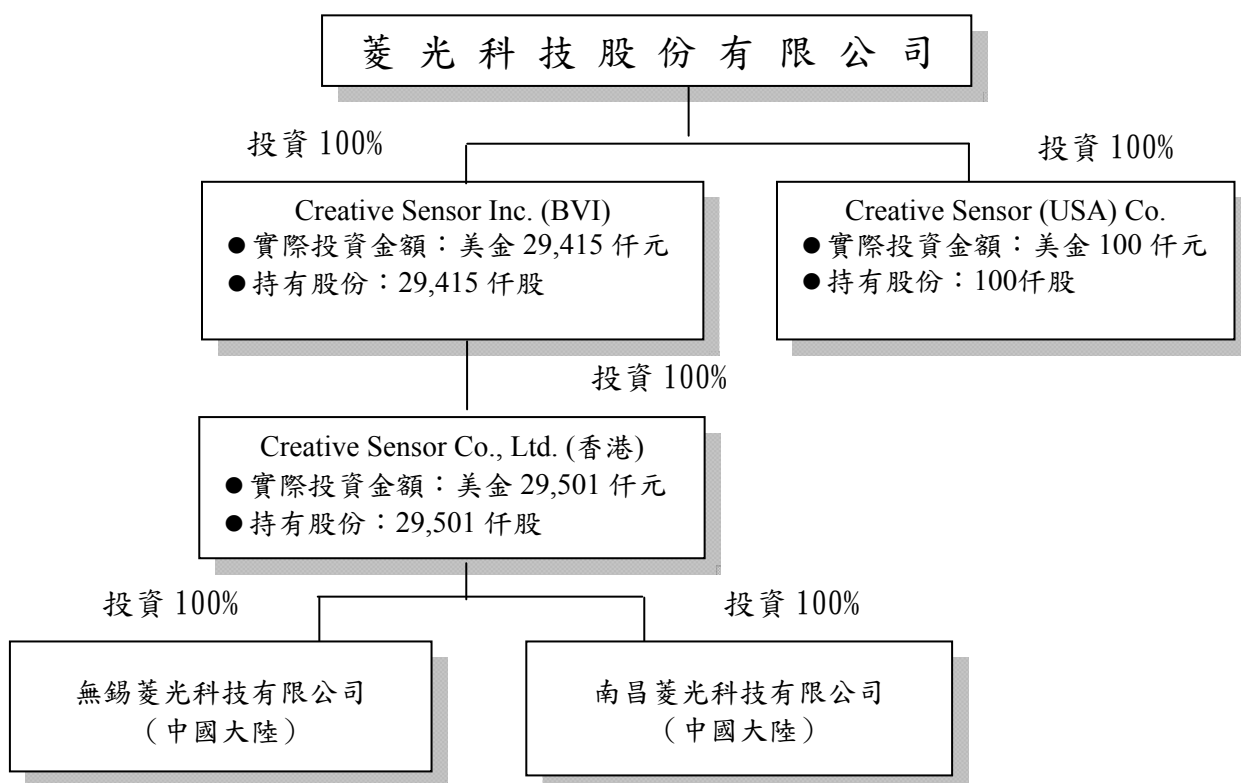 菱光科技股份有限公司
投資 100%
投資 100%
Creative Sensor Inc. (BVI)
●實際投資金額：美金 29,415 仟元
●持有股份：29,415 仟股
Creative Sensor (USA) Co.
●實際投資金額：美金 100 仟元
●持有股份：100仟股
投資 100%
Creative Sensor Co., Ltd. (香港)
●實際投資金額：美金 29,501 仟元
●持有股份：29,501 仟股
投資 100%
投資 100%
無錫菱光科技有限公司
（中國大陸）
南昌菱光科技有限公司
（中國大陸）